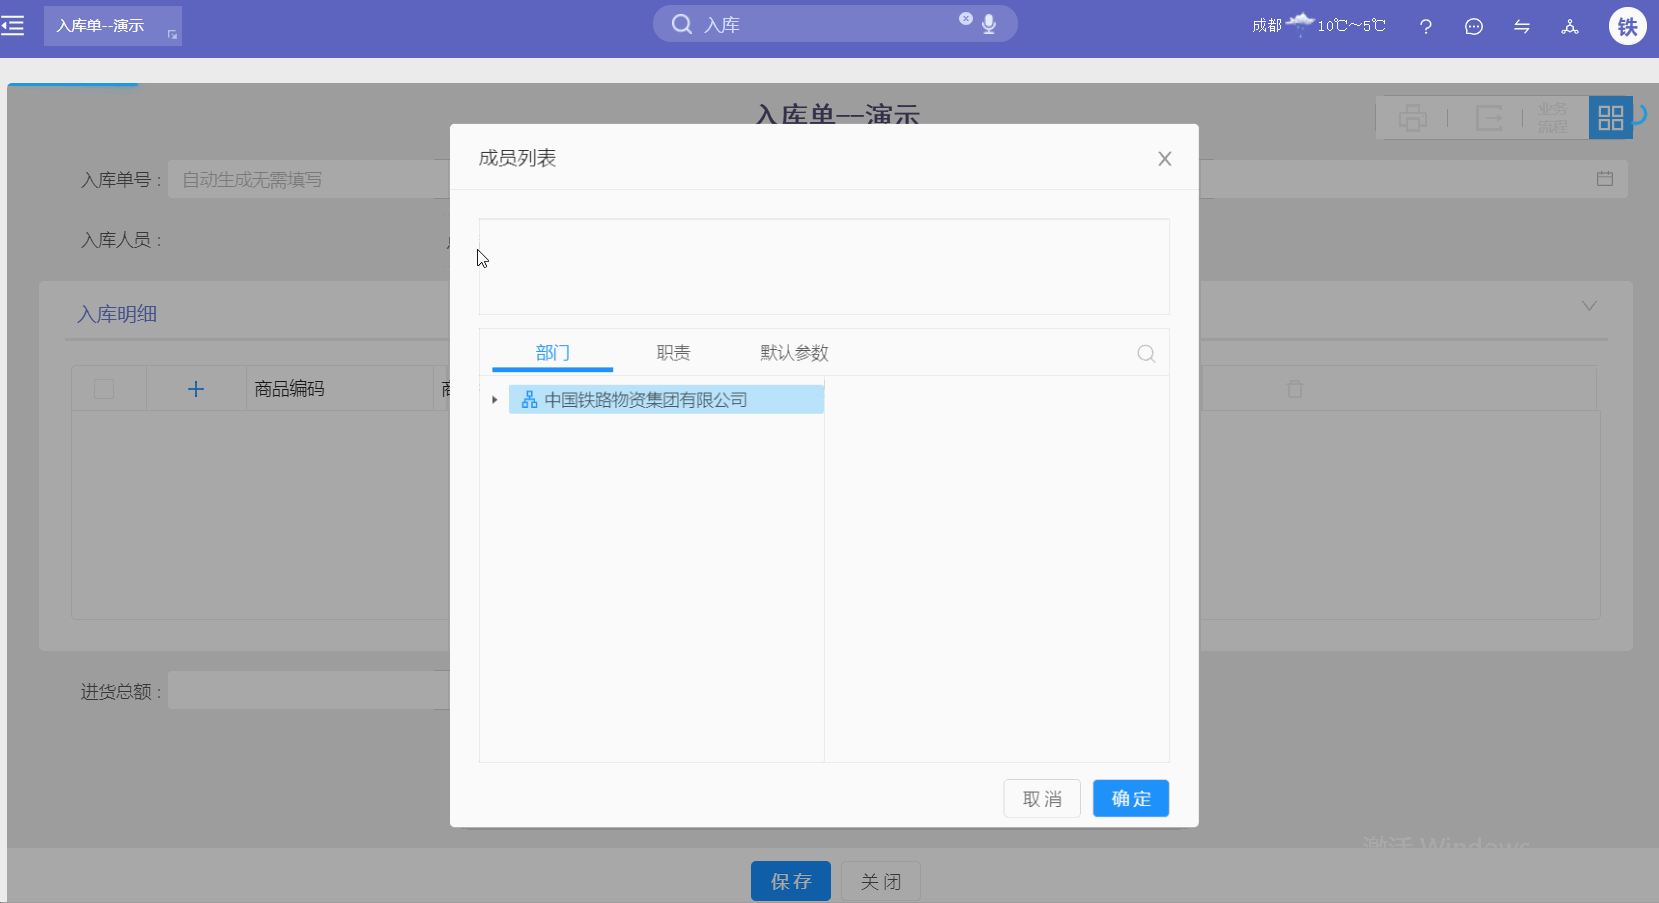 入库单--演示
入库
成都 10℃～5℃
?
铁
入库单--演示
业务
流程
入库单号：
自动生成无需填写
入库人员：
入库明细
商品编码
进货总额：
成员列表
部门 职责 默认参数
中国铁路物资集团有限公司
取消 确定
激活 Windows
保存 关闭